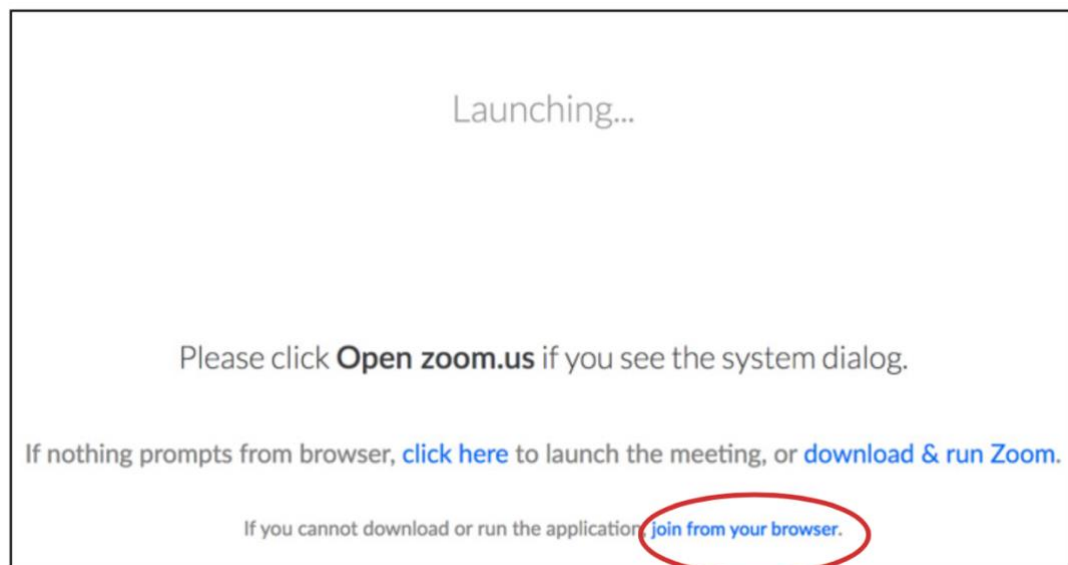 Launching...
Please click Open zoom.us if you see the system dialog.
If nothing prompts from browser, click here to launch the meeting, or download & run Zoom.
If you cannot download or run the application, join from your browser.